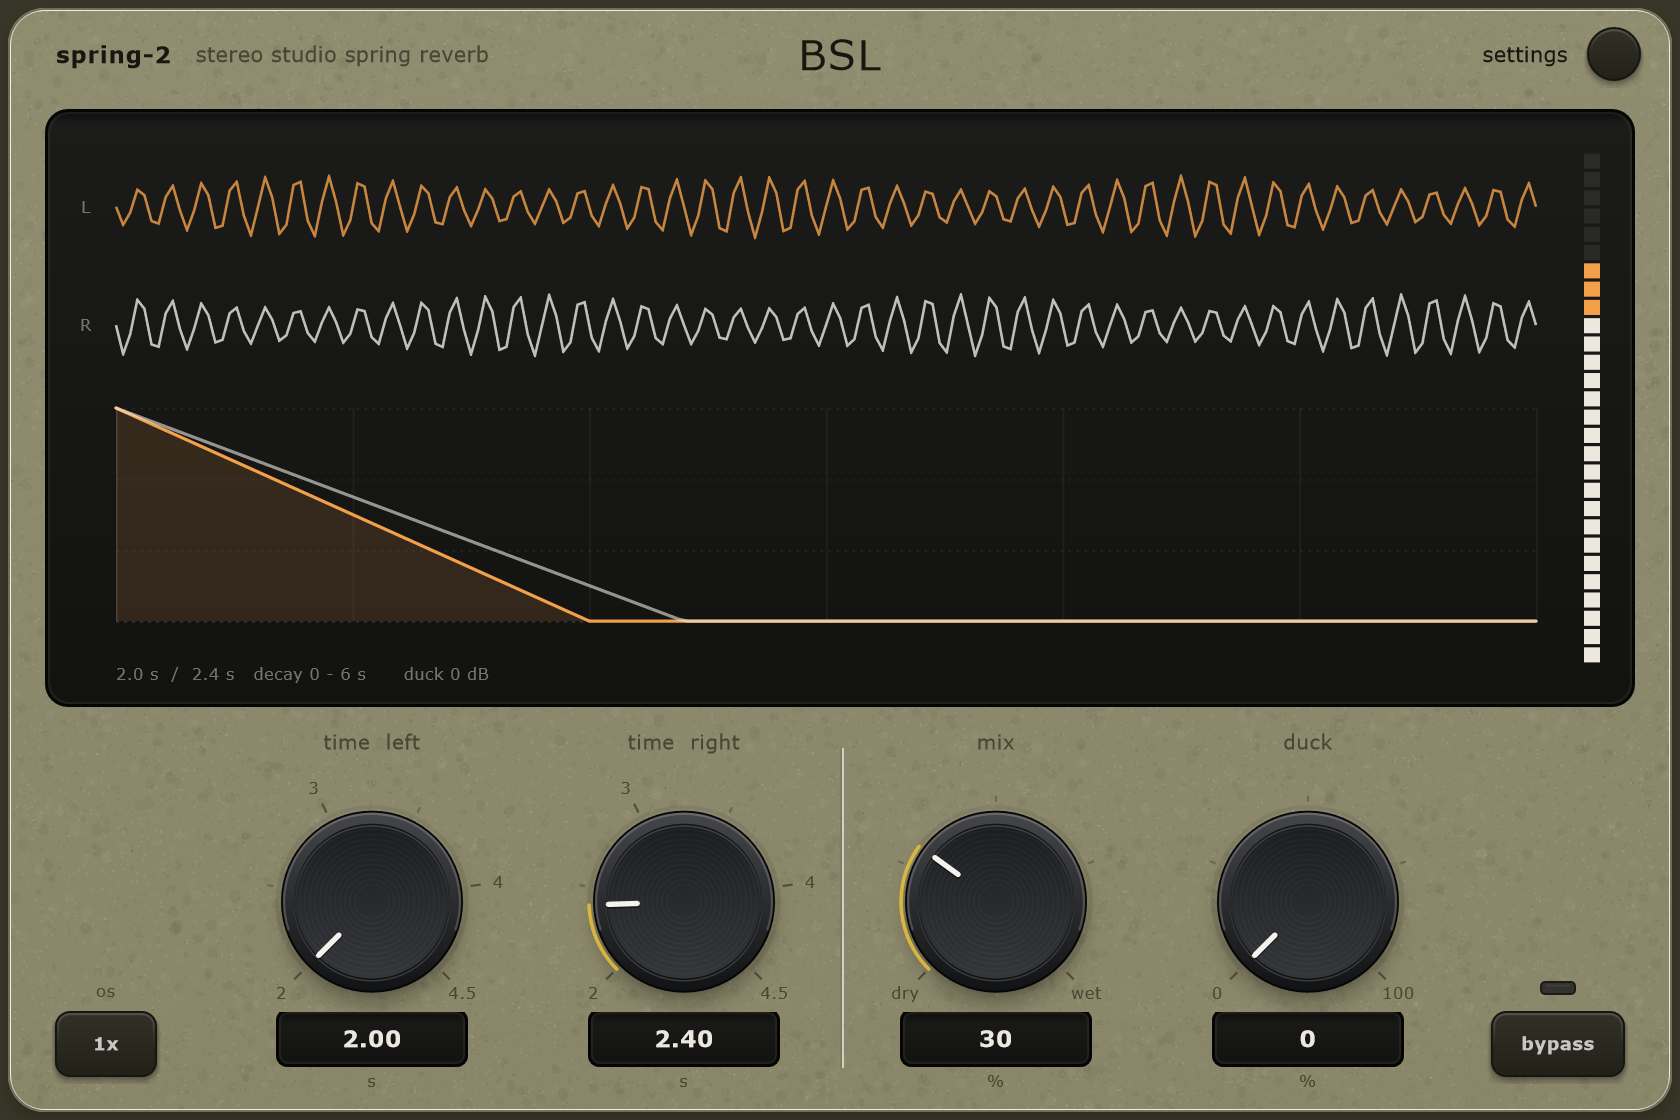 spring-2 stereo studio spring reverb
BSL
settings
L
R
2.0 s / 2.4 s decay 0 - 6 s duck 0 dB
time left
time right
mix
duck
3
3
4
4
os
2
4.5
2
4.5
dry
wet
0
100
1x
2.00
2.40
30
0
bypass
s
s
%
%